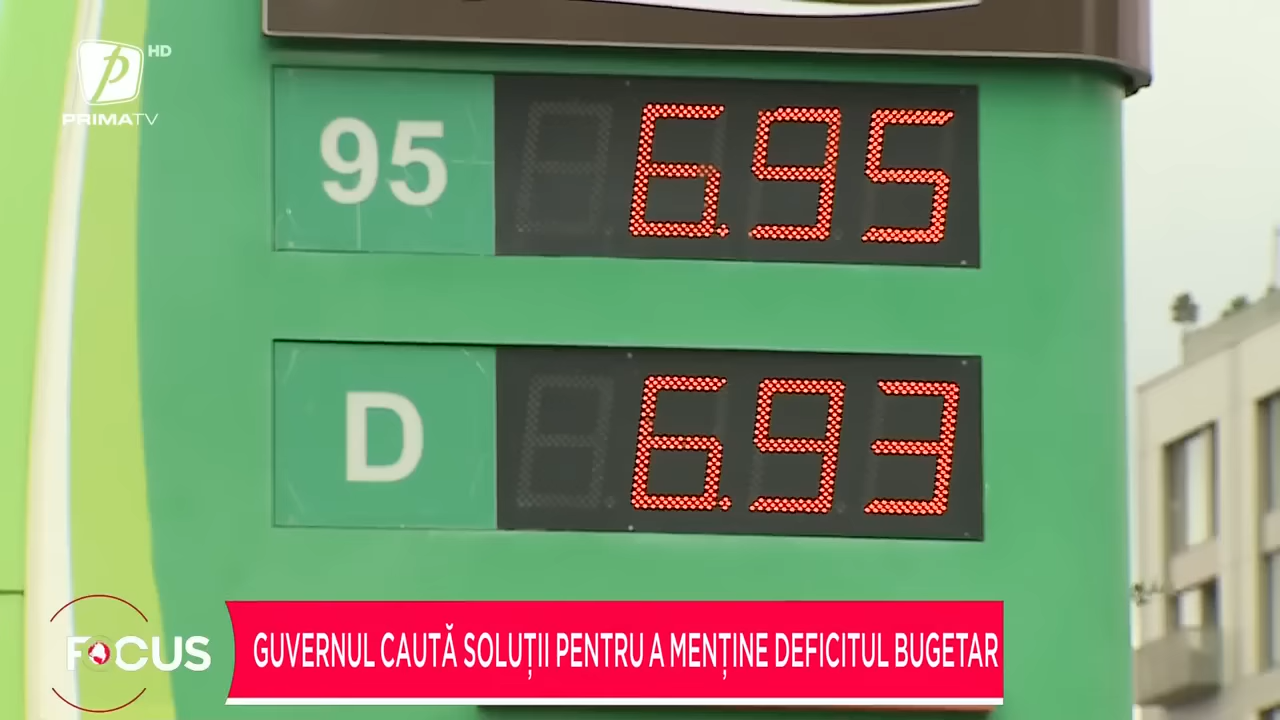 HD
PRIMATV
95 6.95
D 6.93
FOCUS
GUVERNUL CAUTĂ SOLUȚII PENTRU A MENȚINE DEFICITUL BUGETAR